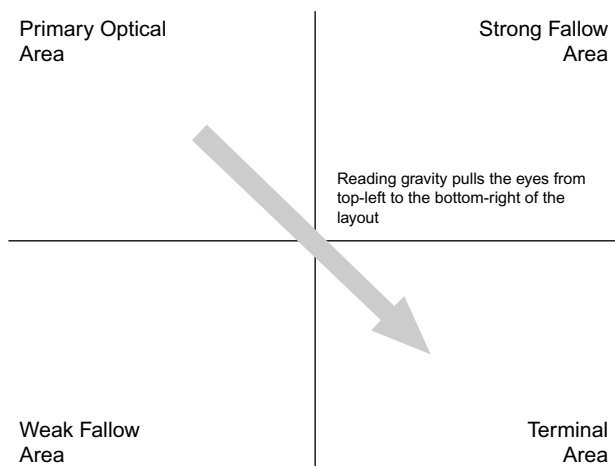 Primary Optical
Area
Strong Fallow
Area
Reading gravity pulls the eyes from
top-left to the bottom-right of the
layout
Weak Fallow
Area
Terminal
Area